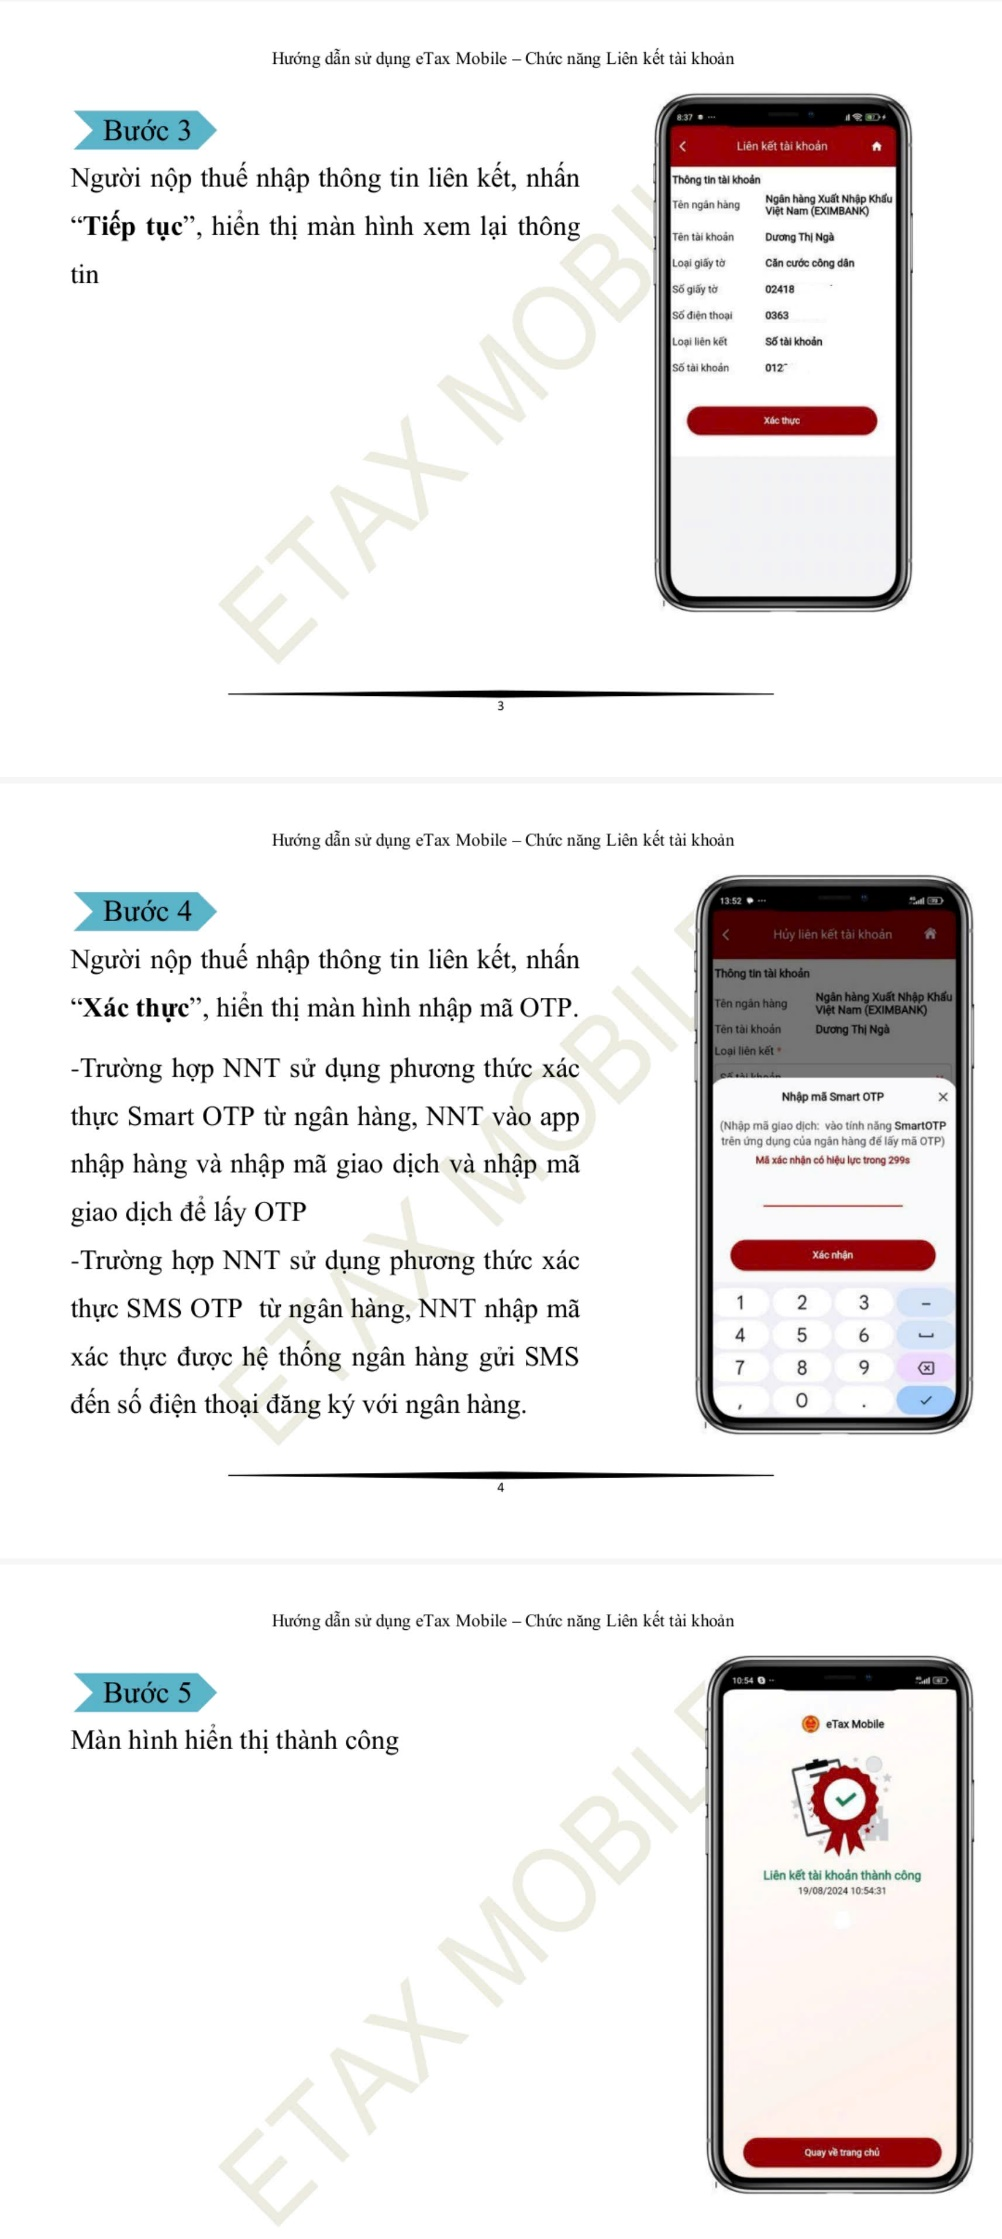 Hướng dẫn sử dụng eTax Mobile – Chức năng Liên kết tài khoản
Bước 3
Người nộp thuế nhập thông tin liên kết, nhấn
“Tiếp tục”, hiển thị màn hình xem lại thông
tin
8:37
Liên kết tài khoản
Thông tin tài khoản
Tên ngân hàng Ngân hàng Xuất Nhập Khẩu
Việt Nam (EXIMBANK)
Tên tài khoản Dương Thị Ngà
Loại giấy tờ Căn cước công dân
Số giấy tờ 02418
Số điện thoại 0363
Loại liên kết Số tài khoản
Số tài khoản 012
Xác thực
ETAX MOBIL
3
Hướng dẫn sử dụng eTax Mobile – Chức năng Liên kết tài khoản
Bước 4
Người nộp thuế nhập thông tin liên kết, nhấn
“Xác thực”, hiển thị màn hình nhập mã OTP.
-Trường hợp NNT sử dụng phương thức xác
thực Smart OTP từ ngân hàng, NNT vào app
nhập hàng và nhập mã giao dịch và nhập mã
giao dịch để lấy OTP
-Trường hợp NNT sử dụng phương thức xác
thực SMS OTP từ ngân hàng, NNT nhập mã
xác thực được hệ thống ngân hàng gửi SMS
đến số điện thoại đăng ký với ngân hàng.
13:52
Hủy liên kết tài khoản
Thông tin tài khoản
Tên ngân hàng Ngân hàng Xuất Nhập Khẩu
Việt Nam (EXIMBANK)
Tên tài khoản Dương Thị Ngà
Loại liên kết *
Số tài khoản
Nhập mã Smart OTP
(Nhập mã giao dịch: vào tính năng SmartOTP
trên ứng dụng của ngân hàng để lấy mã OTP)
Mã xác nhận có hiệu lực trong 299s
Xác nhận
1 2 3 -
4 5 6
7 8 9
, 0 .
ETAX MOBILE
4
Hướng dẫn sử dụng eTax Mobile – Chức năng Liên kết tài khoản
Bước 5
Màn hình hiển thị thành công
10:54
eTax Mobile
Liên kết tài khoản thành công
19/08/2024 10:54:31
Quay về trang chủ
ETAX MOBILE